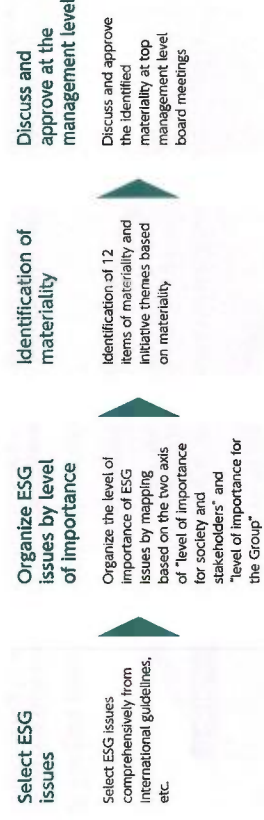 Select ESG
issues
Select ESG issues
comprehensively from
International guidelines,
etc.
Organize ESG
issues by level
of importance
Organize the level of
importance of ESG
issues by mapping
based on the two axis
of "level of importance
for society and
stakeholders" and
"level of importance for
the Group"
Identification of
materiality
Identification of 12
items of materiality and
initiative themes based
on materiality
Discuss and
approve at the
management level
Discuss and approve
the identified
materiality at top
management level
board meetings